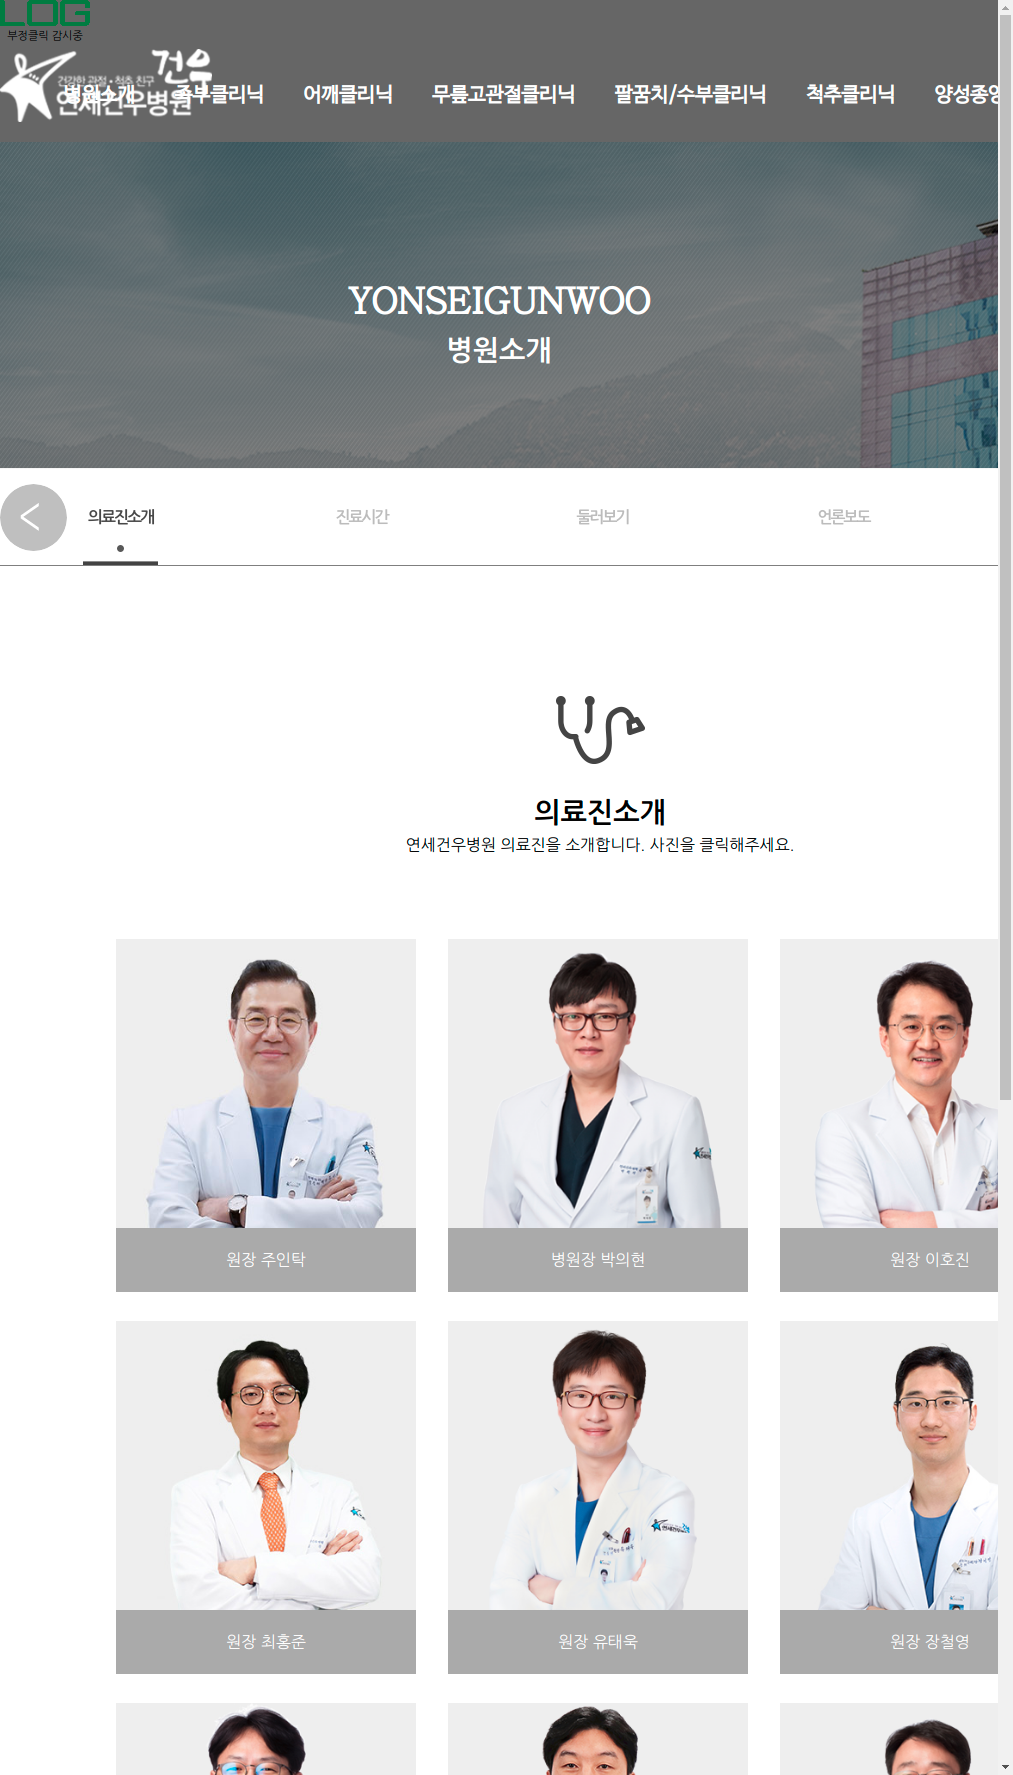 LOG
부정클릭 감시중
건강한 관절·척추 친구 건우
연세건우병원
병원소개 족부클리닉 어깨클리닉 무릎고관절클리닉 팔꿈치/수부클리닉 척추클리닉 양성종양
YONSEIGUNWOO
병원소개
의료진소개 진료시간 둘러보기 언론보도
의료진소개
연세건우병원 의료진을 소개합니다. 사진을 클릭해주세요.
원장 주인탁 병원장 박의현 원장 이호진
원장 최홍준 원장 유태욱 원장 장철영